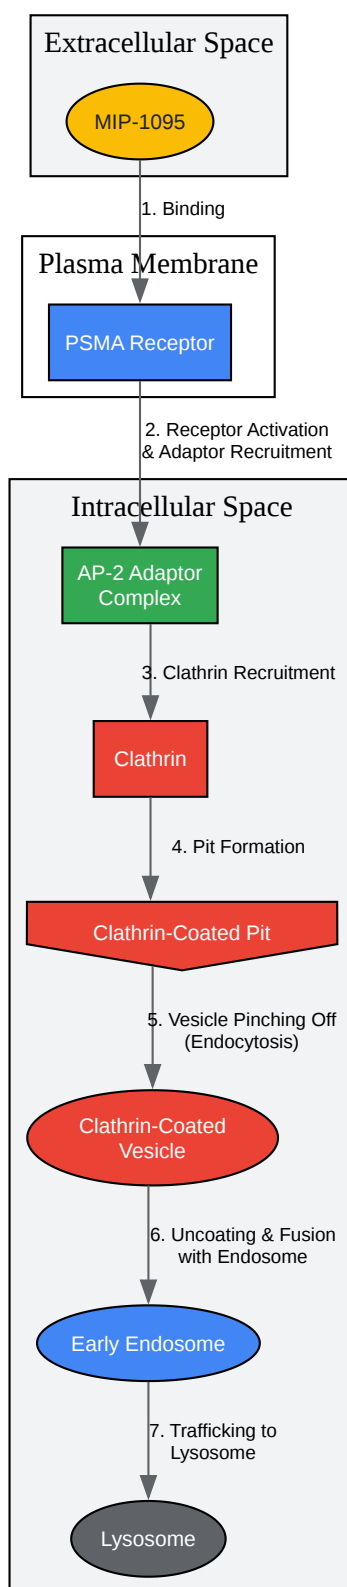 Extracellular Space
MIP-1095
1. Binding
Plasma Membrane
PSMA Receptor
2. Receptor Activation
& Adaptor Recruitment
Intracellular Space
AP-2 Adaptor
Complex
3. Clathrin Recruitment
Clathrin
4. Pit Formation
Clathrin-Coated Pit
5. Vesicle Pinching Off
(Endocytosis)
Clathrin-Coated
Vesicle
6. Uncoating & Fusion
with Endosome
Early Endosome
7. Trafficking to
Lysosome
Lysosome